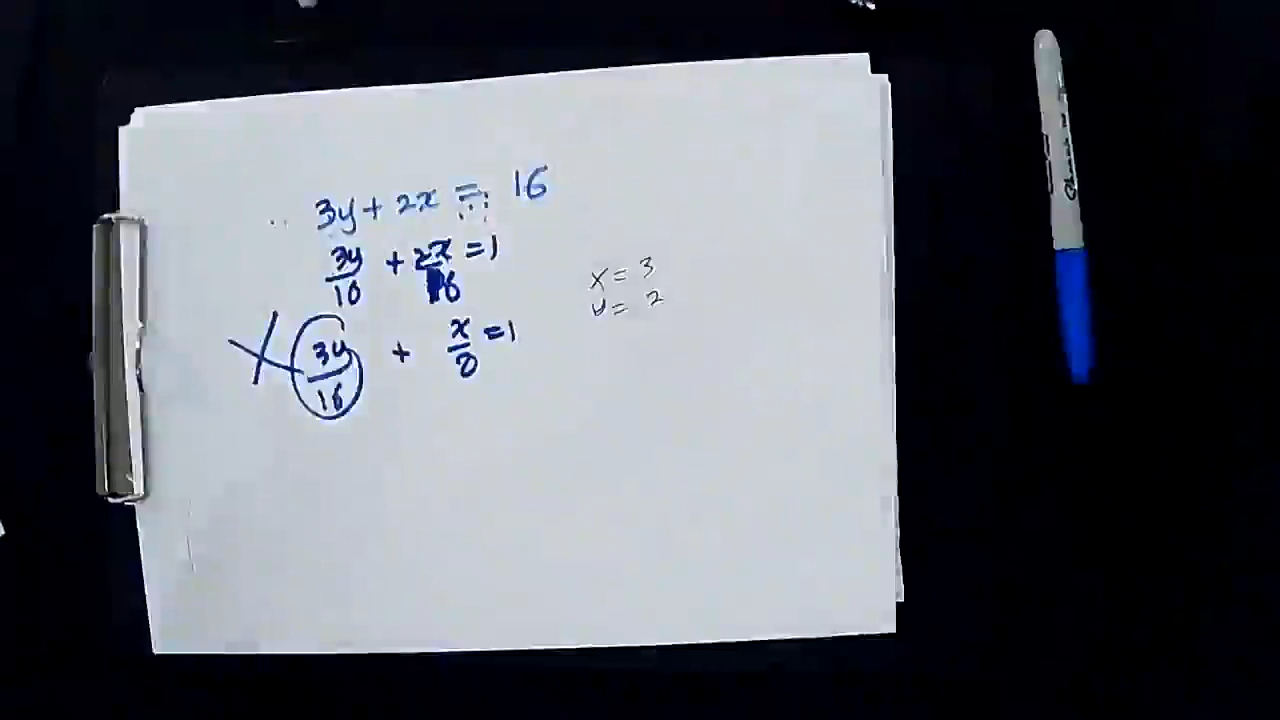 3y + 2x = 16
3y/16 + 2x/16 = 1
3y/16 + x/8 = 1
x = 3
y = 2